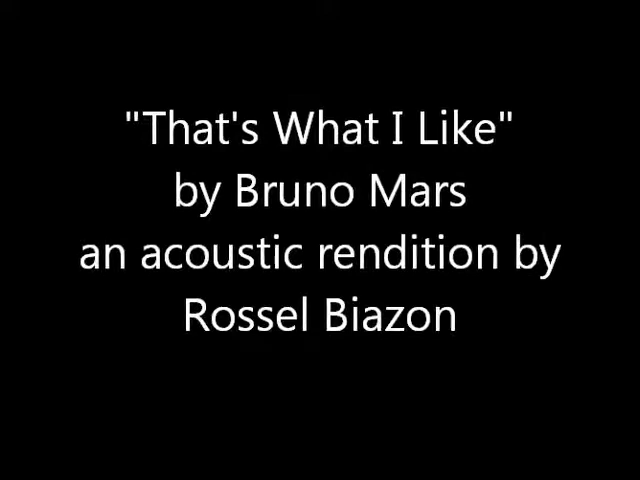 "That's What I Like"
by Bruno Mars
an acoustic rendition by
Rossel Biazon